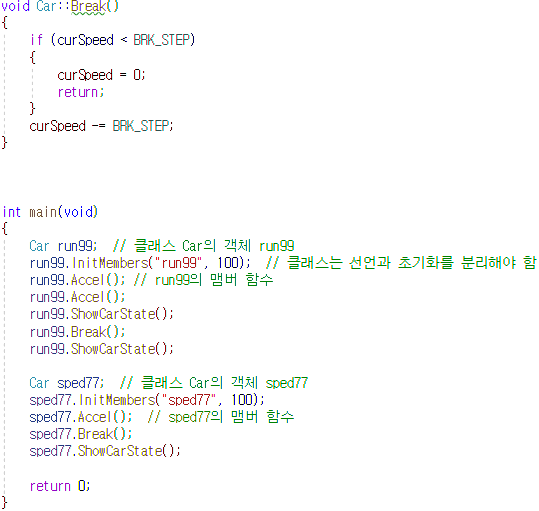 void Car::Break()
{
    if (curSpeed < BRK_STEP)
    {
        curSpeed = 0;
        return;
    }
    curSpeed -= BRK_STEP;
}
int main(void)
{
    Car run99;  // 클래스 Car의 객체 run99
    run99.InitMembers("run99", 100);  // 클래스는 선언과 초기화를 분리해야 함
    run99.Accel(); // run99의 맴버 함수
    run99.Accel();
    run99.ShowCarState();
    run99.Break();
    run99.ShowCarState();
    Car sped77;  // 클래스 Car의 객체 sped77
    sped77.InitMembers("sped77", 100);
    sped77.Accel();  // sped77의 맴버 함수
    sped77.Break();
    sped77.ShowCarState();
    return 0;
}